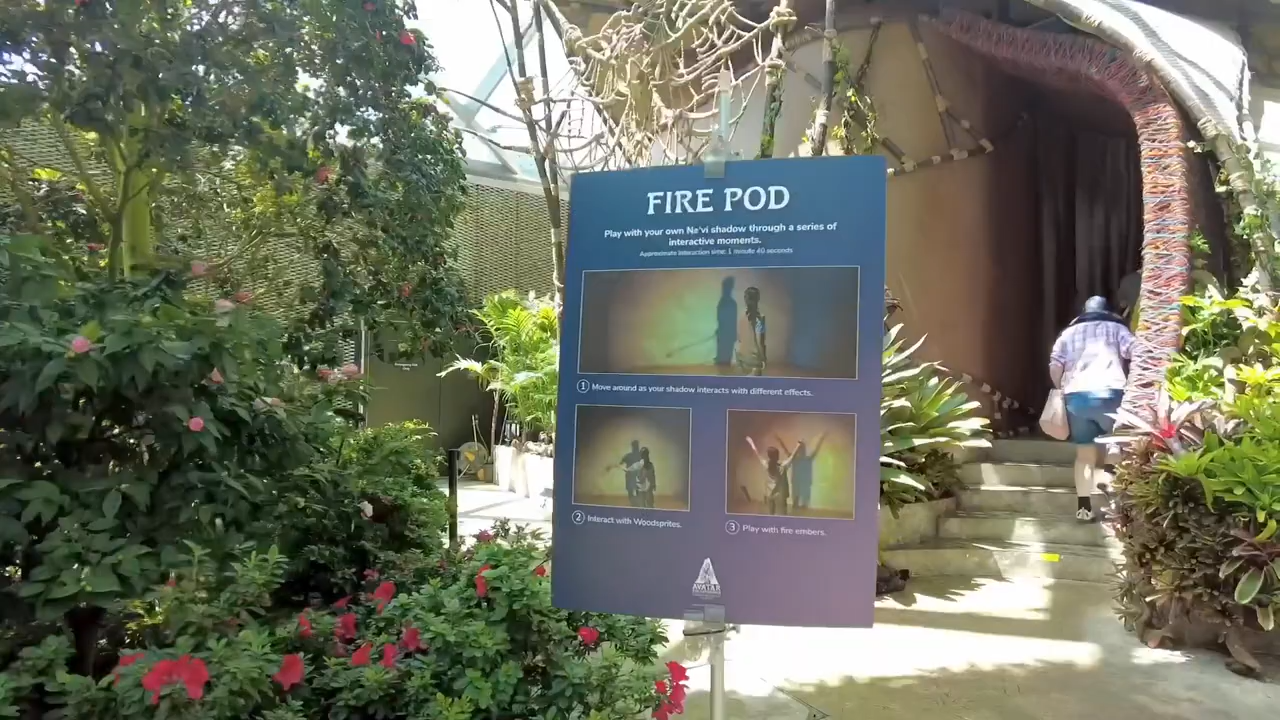 FIRE POD
Play with your own Na'vi shadow through a series of
interactive moments.
Approximate interaction time: 1 minute 40 seconds
1 Move around as your shadow interacts with different effects.
2 Interact with Woodsprites.
3 Play with fire embers.
AVATAR